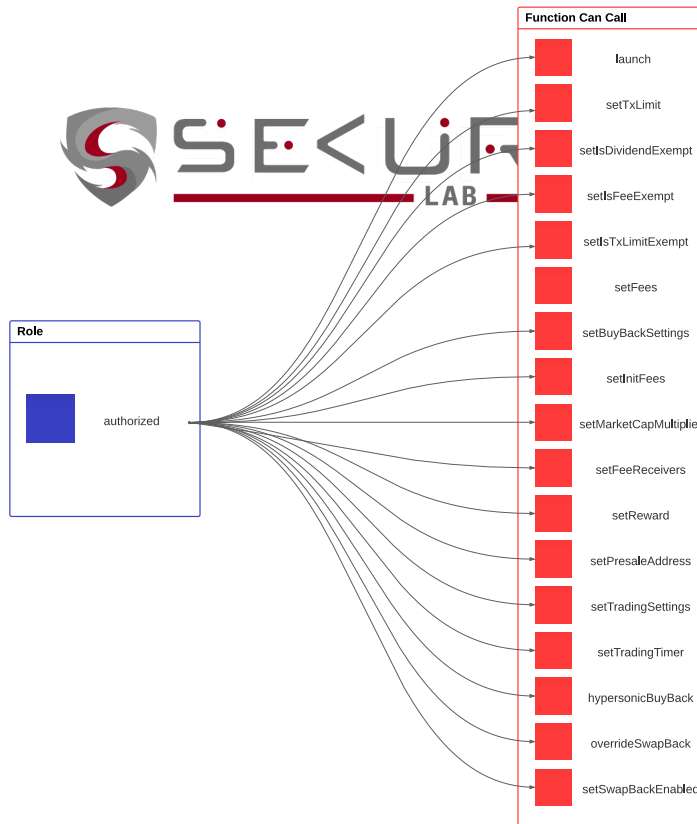 Function Can Call
launch
setTxLimit
setIsDividendExempt
SEKUR
LAB
setIsFeeExempt
setIsTxLimitExempt
setFees
Role
setBuyBackSettings
setInitFees
authorized
setMarketCapMultiplie
setFeeReceivers
setReward
setPresaleAddress
setTradingSettings
setTradingTimer
hypersonicBuyBack
overrideSwapBack
setSwapBackEnabled